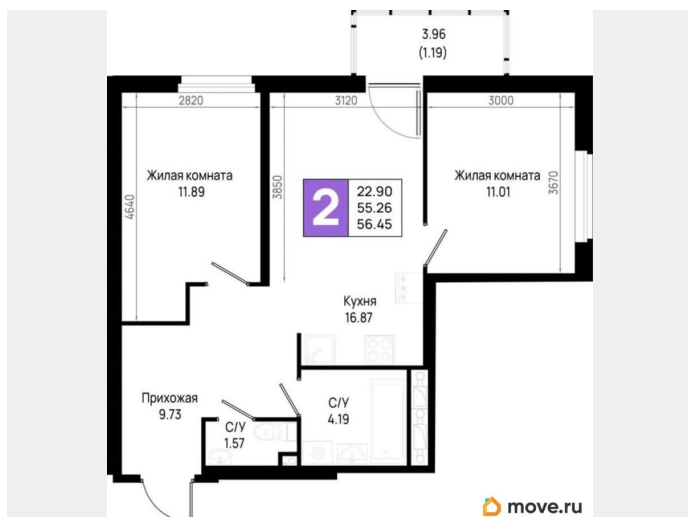 3.96
(1.19)
2820
3120
3000
Жилая комната
11.89
4640
3850
2
22.90
55.26
56.45
Жилая комната
11.01
3670
Кухня
16.87
Прихожая
9.73
С/У
4.19
С/У
1.57
move.ru